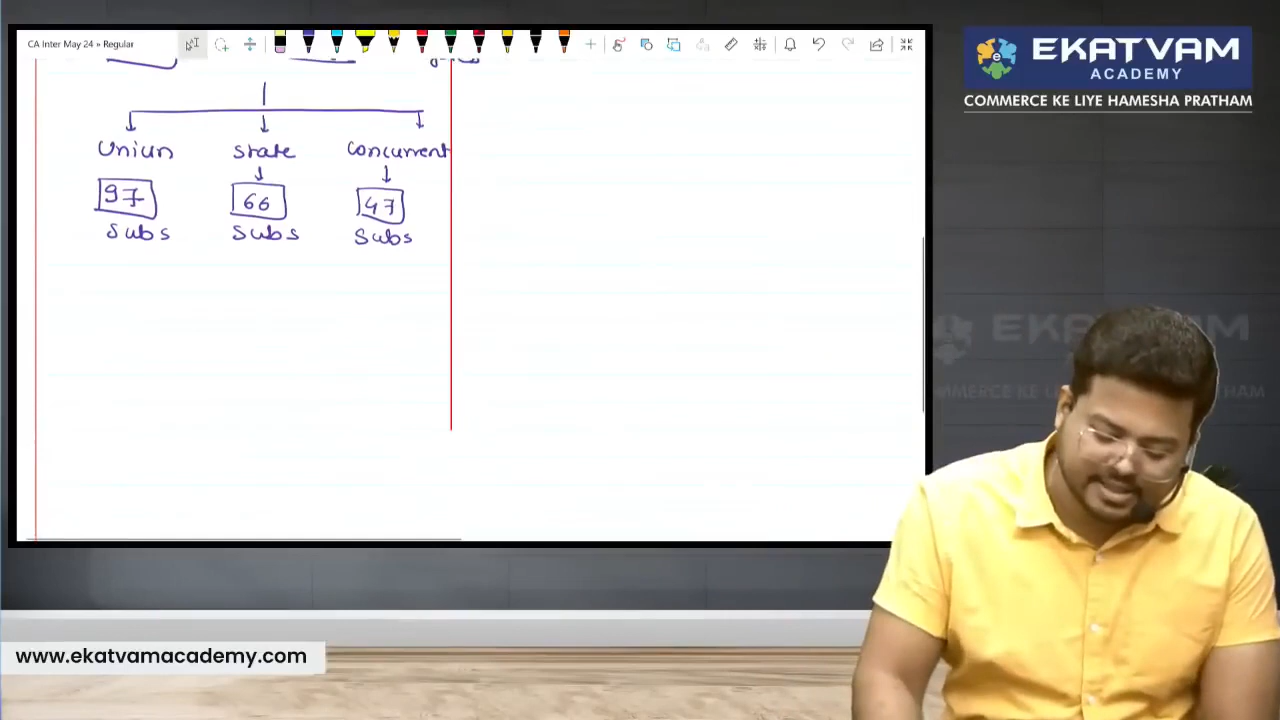 CA Inter May 24 » Regular
EKATVAM
ACADEMY
COMMERCE KE LIYE HAMESHA PRATHAM
Union State Concurrent
97 66 47
Subs Subs Subs
EKATVAM
www.ekatvamacademy.com